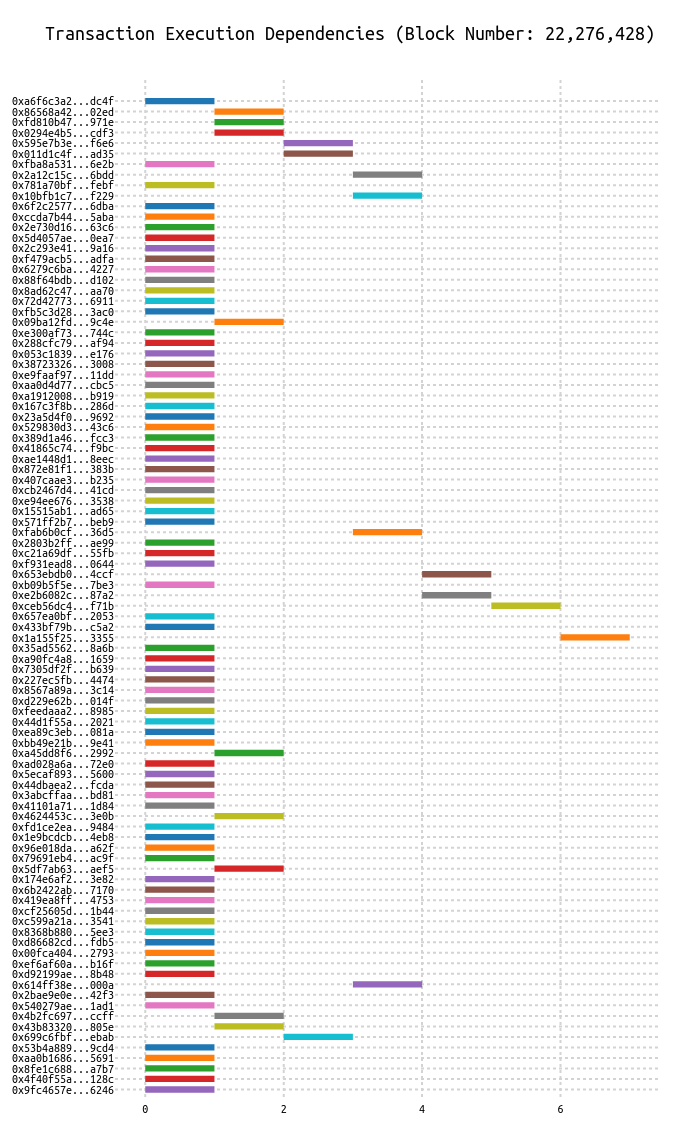 Transaction Execution Dependencies (Block Number: 22,276,428)
0xa6f6c3a2...dc4f
0x86568a42...02ed
0xfd810b47...971e
0x0294e4b5...cdf3
0x595e7b3e...f6e6
0x011d1c4f...ad35
0xfba8a531...6e2b
0x2a12c15c...6bdd
0x781a70bf...febf
0x10bfb1c7...f229
0x6f2c2577...6dba
0xccda7b44...5aba
0x2e730d16...63c6
0x5d4057ae...0ea7
0x2c293e41...9a16
0xf479acb5...adfa
0x6279c6ba...4227
0x88f64bdb...d102
0x8ad62c47...aa70
0x72d42773...6911
0xfb5c3d28...3ac0
0x09ba12fd...9c4e
0xe300af73...744c
0x288cfc79...af94
0x053c1839...e176
0x38723326...3008
0xe9faaf97...11dd
0xaa0d4d77...cbc5
0xa1912008...b919
0x167c3f8b...286d
0x23a5d4f0...9692
0x529830d3...43c6
0x389d1a46...fcc3
0x41865c74...f9bc
0xae1448d1...8eec
0x872e81f1...383b
0x407caae3...b235
0xcb2467d4...41cd
0xe94ee676...3538
0x15515ab1...ad65
0x571ff2b7...beb9
0xfab6b0cf...36d5
0x2803b2ff...ae99
0xc21a69df...55fb
0xf931ead8...0644
0x653ebdb0...4ccf
0xb09b5f5e...7be3
0xe2b6082c...87a2
0xceb56dc4...f71b
0x657ea0bf...2053
0x433bf79b...c5a2
0x1a155f25...3355
0x35ad5562...8a6b
0xa90fc4a8...1659
0x7305df2f...b639
0x227ec5fb...4474
0x8567a89a...3c14
0xd229e62b...014f
0xfeedaaa2...8985
0x44d1f55a...2021
0xea89c3eb...081a
0xbb49e21b...9e41
0xa45dd8f6...2992
0xad028a6a...72e0
0x5ecaf893...5600
0x44dbaea2...fcda
0x3abcffaa...bd81
0x41101a71...1d84
0x4624453c...3e0b
0xfd1ce2ea...9484
0x1e9bcdcb...4eb8
0x96e018da...a62f
0x79691eb4...ac9f
0x5df7ab63...aef5
0x174e6af2...3e82
0x6b2422ab...7170
0x419ea8ff...4753
0xcf25605d...1b44
0xc599a21a...3541
0x8368b880...5ee3
0xd86682cd...fdb5
0x00fca404...2793
0xef6af60a...b16f
0xd92199ae...8b48
0x614ff38e...000a
0x2bae9e0e...42f3
0x540279ae...1ad1
0x4b2fc697...ccff
0x43b83320...805e
0x699c6fbf...ebab
0x53b4a889...9cd4
0xaa0b1686...5691
0x8fe1c688...a7b7
0x4f40f55a...128c
0x9fc4657e...6246
0 2 4 6